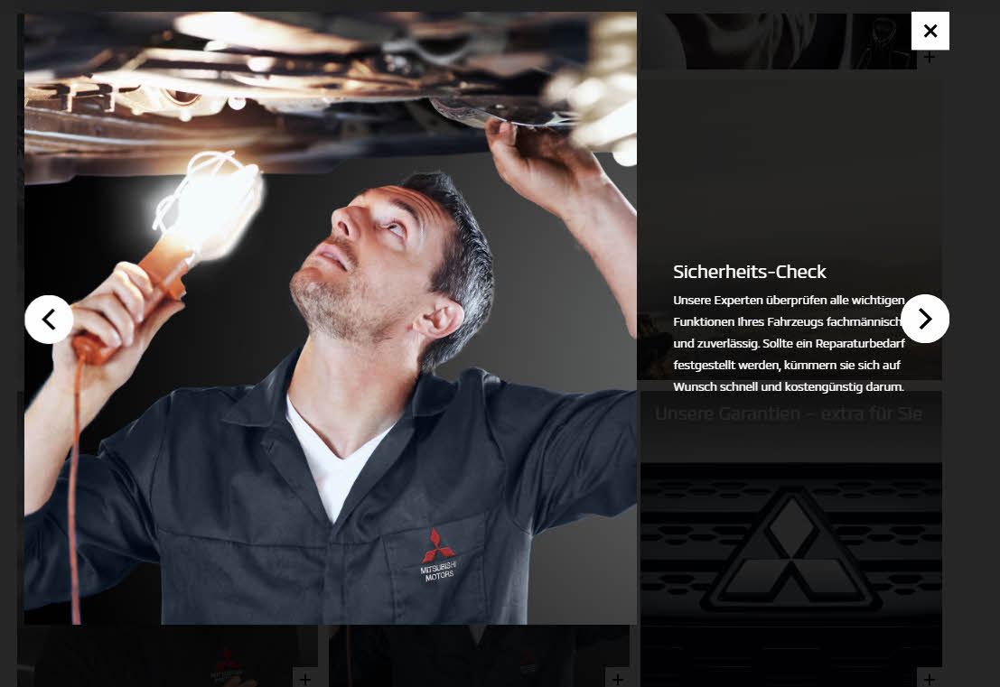 Sicherheits-Check
Unsere Experten überprüfen alle wichtigen
Funktionen Ihres Fahrzeugs fachmännisch
und zuverlässig. Sollte ein Reparaturbedarf
festgestellt werden, kümmern sie sich auf
Wunsch schnell und kostengünstig darum.
Unsere Garantien – extra für Sie
MITSUBISHI
MOTORS